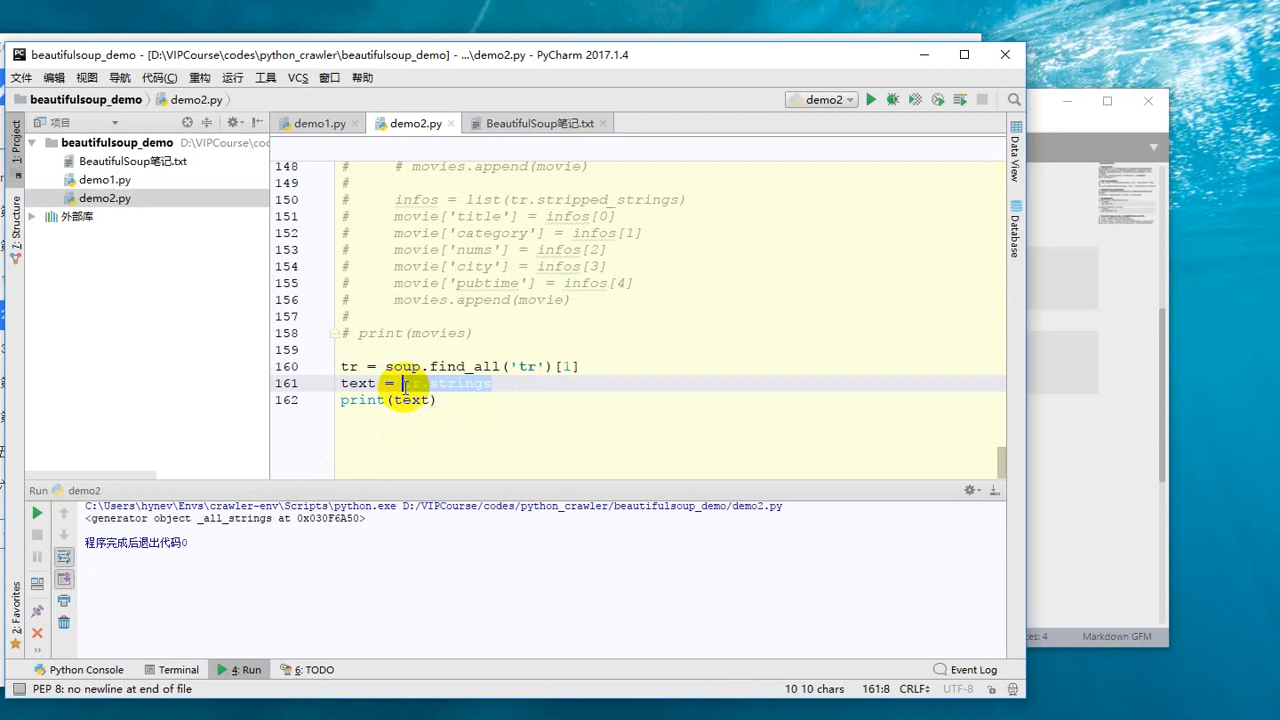 beautifulsoup_demo - [D:\VIPCourse\codes\python_crawler\beautifulsoup_demo] - ...\demo2.py - PyCharm 2017.1.4
文件 编辑 视图 导航 代码(C) 重构 运行 工具 VCS 窗口 帮助
beautifulsoup_demo demo2.py demo2
项目 demo1.py demo2.py BeautifulSoup笔记.txt
1: Project
7: Structure
2: Favorites
Data View
Database
beautifulsoup_demo D:\VIPCourse\coc
BeautifulSoup笔记.txt
demo1.py
demo2.py
外部库
148 # # movies.append(movie)
149 #
150 # infos = list(tr.stripped_strings)
151 # movie['title'] = infos[0]
152 # movie['category'] = infos[1]
153 # movie['nums'] = infos[2]
154 # movie['city'] = infos[3]
155 # movie['pubtime'] = infos[4]
156 # movies.append(movie)
157 #
158 # print(movies)
159
160 tr = soup.find_all('tr')[1]
161 text = tr.strings
162 print(text)
Run demo2
C:\Users\hynev\Envs\crawler-env\Scripts\python.exe D:/VIPCourse/codes/python_crawler/beautifulsoup_demo/demo2.py
<generator object _all_strings at 0x030F6A50>
程序完成后退出代码0
Python Console Terminal 4: Run 6: TODO Event Log
PEP 8: no newline at end of file 10 10 chars 161:8 CRLF UTF-8
ces: 4 Markdown GFM